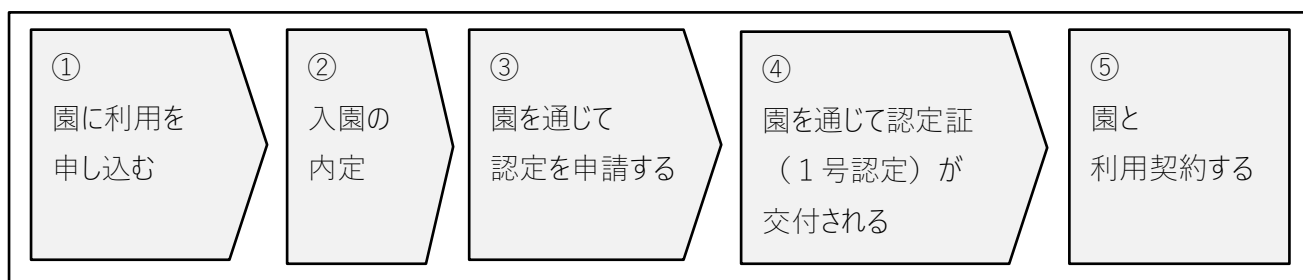 ①
園に利用を
申し込む
②
入園の
内定
③
園を通じて
認定を申請する
④
園を通じて認定証
（１号認定）が
交付される
⑤
園と
利用契約する